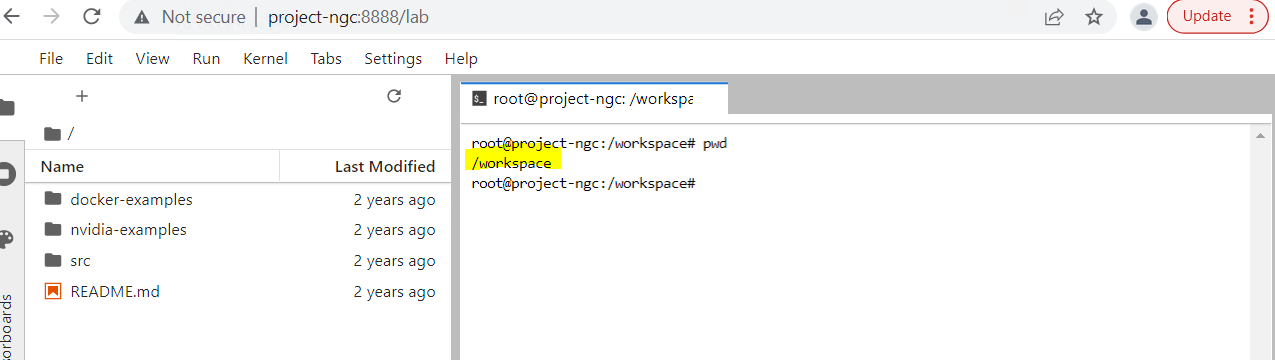 Not secure | project-ngc:8888/lab
Update
File Edit View Run Kernel Tabs Settings Help
root@project-ngc: /workspa
/
Name Last Modified
docker-examples 2 years ago
nvidia-examples 2 years ago
src 2 years ago
README.md 2 years ago
root@project-ngc:/workspace# pwd
/workspace
root@project-ngc:/workspace#
orboards